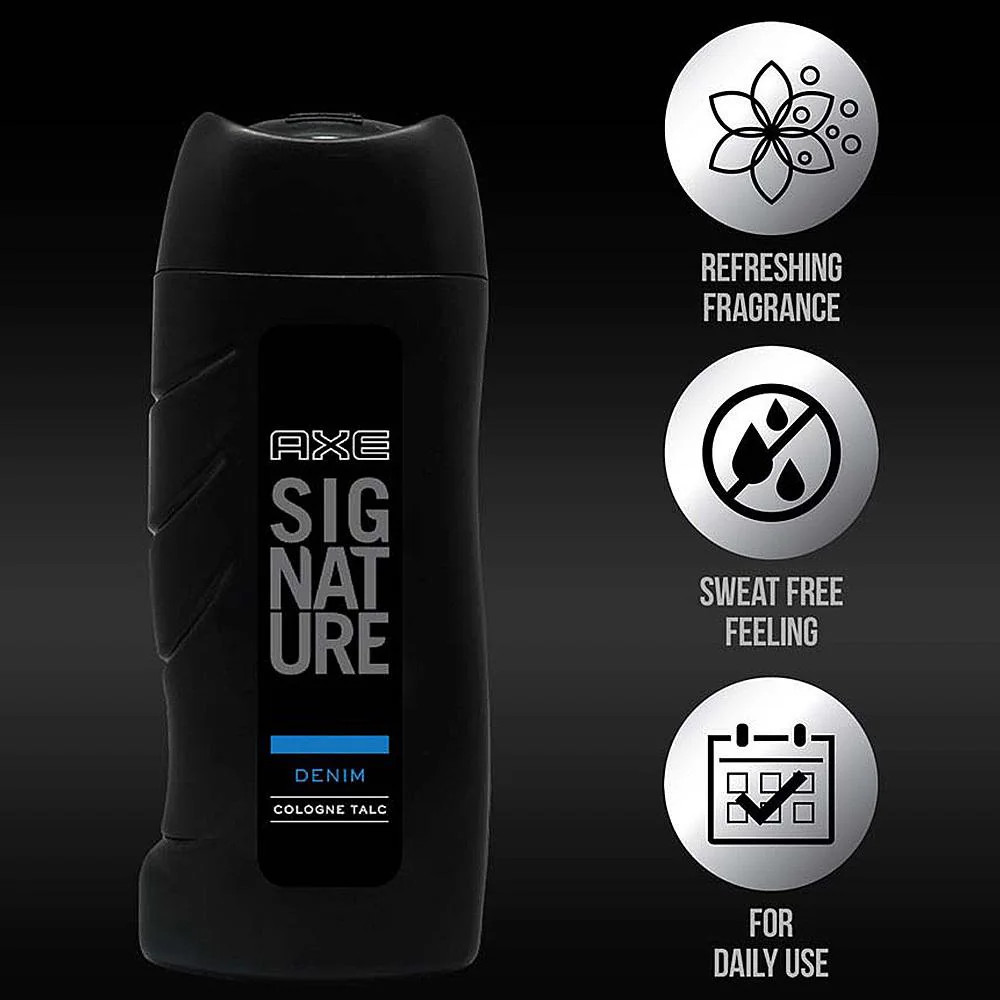 AXE
SIG
NAT
URE
DENIM
COLOGNE TALC
REFRESHING
FRAGRANCE
SWEAT FREE
FEELING
FOR
DAILY USE